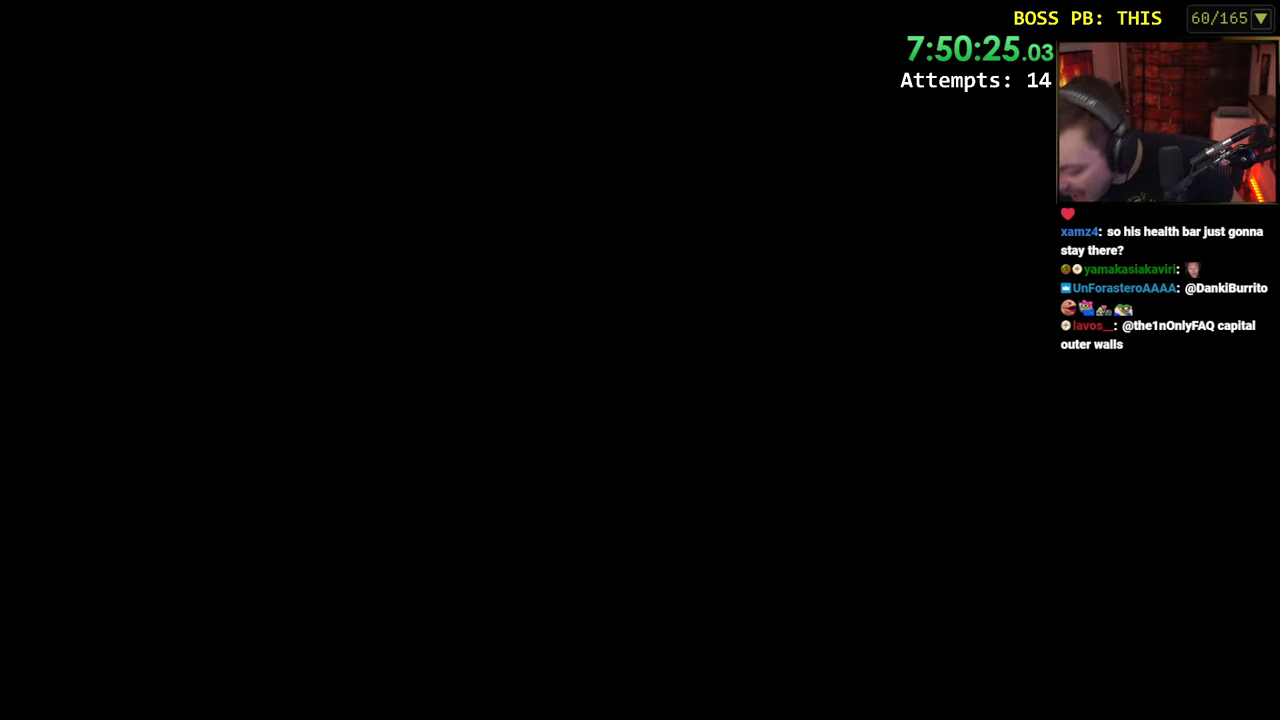 BOSS PB: THIS
60/165
7:50:25.03
Attempts: 14
xamz4: so his health bar just gonna
stay there?
yamakasiakaviri:
UnForasteroAAAA: @DankiBurrito
lavos__: @the1nOnlyFAQ capital
outer walls